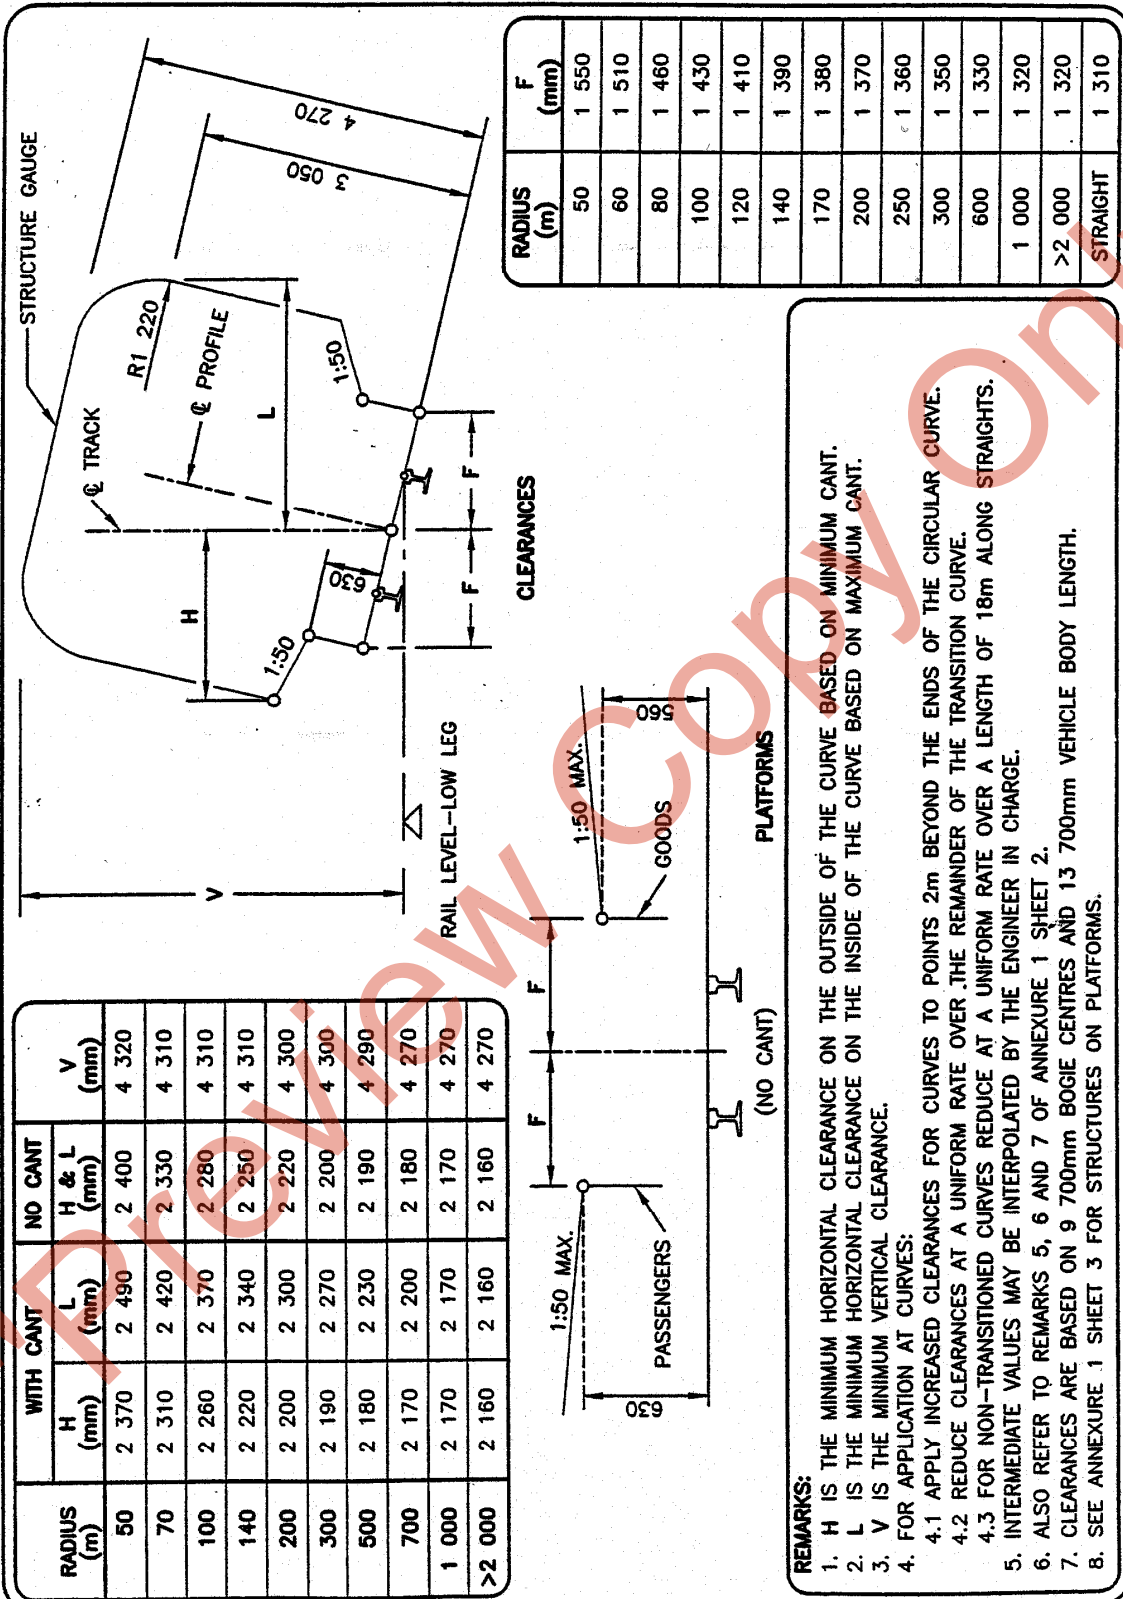 WITH CANT NO CANT
RADIUS (m) H (mm) L (mm) H & L (mm) V (mm)
50 2 370 2 490 2 400 4 320
70 2 310 2 420 2 330 4 310
100 2 260 2 370 2 280 4 310
140 2 220 2 340 2 250 4 310
200 2 200 2 300 2 220 4 300
300 2 190 2 270 2 200 4 300
500 2 180 2 230 2 190 4 290
700 2 170 2 200 2 180 4 270
1 000 2 170 2 170 2 170 4 270
>2 000 2 160 2 160 2 160 4 270
STRUCTURE GAUGE
℄ TRACK
R1 220
℄ PROFILE
4 270
3 050
H
L
V
1:50
1:50
630
F
F
RAIL LEVEL-LOW LEG
CLEARANCES
1:50 MAX.
F
F
1:50 MAX.
630
PASSENGERS
GOODS
560
(NO CANT)
PLATFORMS
RADIUS (m) F (mm)
50 1 550
60 1 510
80 1 460
100 1 430
120 1 410
140 1 390
170 1 380
200 1 370
250 1 360
300 1 350
600 1 330
1 000 1 320
>2 000 1 320
STRAIGHT 1 310
REMARKS:
1. H IS THE MINIMUM HORIZONTAL CLEARANCE ON THE OUTSIDE OF THE CURVE BASED ON MINIMUM CANT.
2. L IS THE MINIMUM HORIZONTAL CLEARANCE ON THE INSIDE OF THE CURVE BASED ON MAXIMUM CANT.
3. V IS THE MINIMUM VERTICAL CLEARANCE.
4. FOR APPLICATION AT CURVES:
4.1 APPLY INCREASED CLEARANCES FOR CURVES TO POINTS 2m BEYOND THE ENDS OF THE CIRCULAR CURVE.
4.2 REDUCE CLEARANCES AT A UNIFORM RATE OVER THE REMAINDER OF THE TRANSITION CURVE.
4.3 FOR NON-TRANSITIONED CURVES REDUCE AT A UNIFORM RATE OVER A LENGTH OF 18m ALONG STRAIGHTS.
5. INTERMEDIATE VALUES MAY BE INTERPOLATED BY THE ENGINEER IN CHARGE.
6. ALSO REFER TO REMARKS 5, 6 AND 7 OF ANNEXURE 1 SHEET 2.
7. CLEARANCES ARE BASED ON 9 700mm BOGIE CENTRES AND 13 700mm VEHICLE BODY LENGTH.
8. SEE ANNEXURE 1 SHEET 3 FOR STRUCTURES ON PLATFORMS.
"Preview Copy Onl